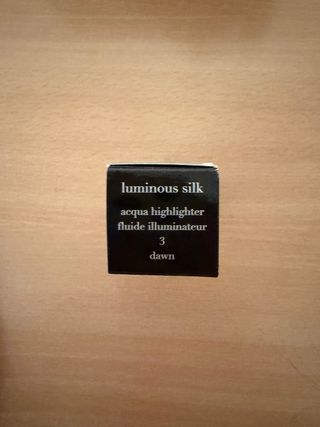 luminous silk
acqua highlighter
fluide illuminateur
3
dawn